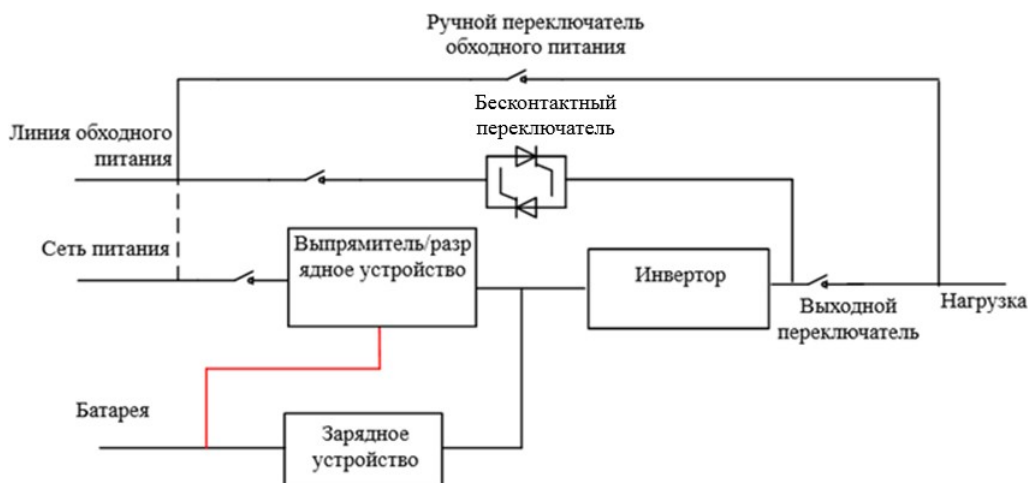 Ручной переключатель
обходного питания
Бесконтактный
переключатель
Линия обходного
питания
Сеть питания
Выпрямитель/разр
ядное устройство
Инвертор
Выходной
переключатель
Нагрузка
Батарея
Зарядное
устройство